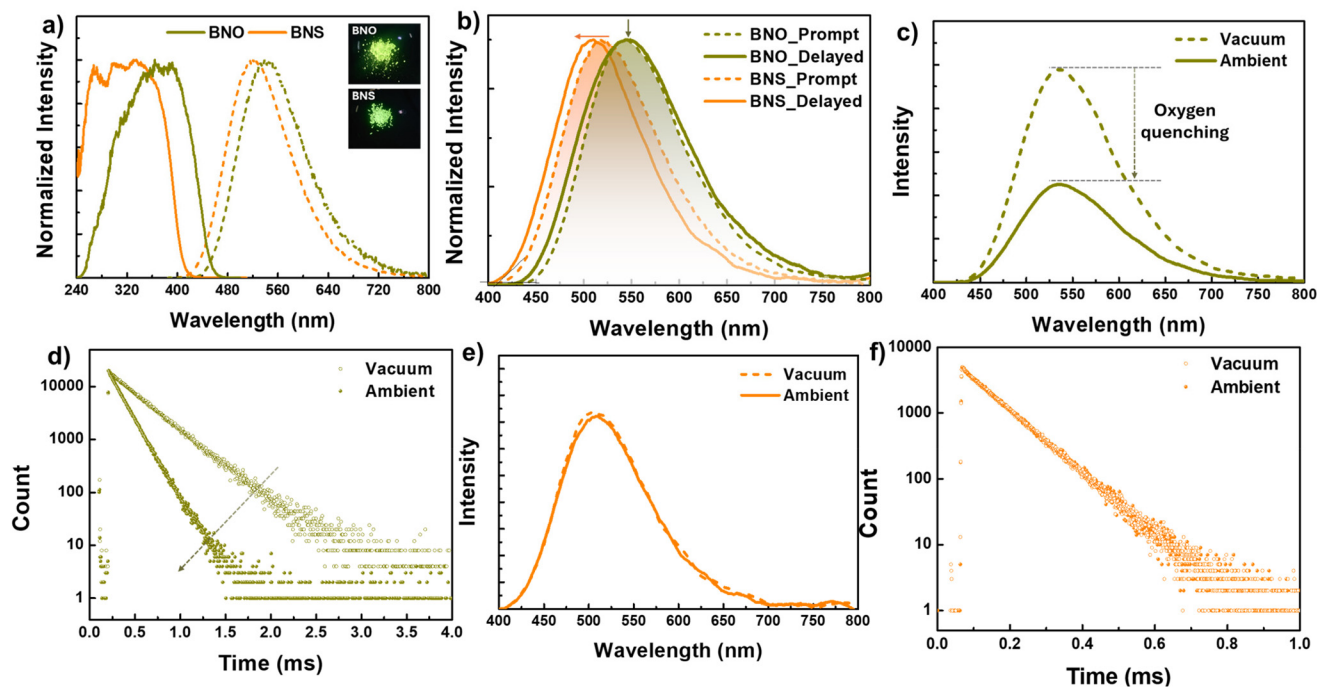 a)
BNO BNS
BNO
BNS
Normalized Intensity
240 320 400 480 560 640 720 800
Wavelength (nm)
b)
BNO_Prompt
BNO_Delayed
BNS_Prompt
BNS_Delayed
Normalized Intensity
400 450 500 550 600 650 700 750 800
Wavelength (nm)
c)
Vacuum
Ambient
Oxygen
quenching
Intensity
400 450 500 550 600 650 700 750 800
Wavelength (nm)
d)
Vacuum
Ambient
10000
1000
100
10
1
Count
0.0 0.5 1.0 1.5 2.0 2.5 3.0 3.5 4.0
Time (ms)
e)
Vacuum
Ambient
Intensity
400 450 500 550 600 650 700 750 800
Wavelength (nm)
f)
Vacuum
Ambient
10000
1000
100
10
1
Count
0.0 0.2 0.4 0.6 0.8 1.0
Time (ms)